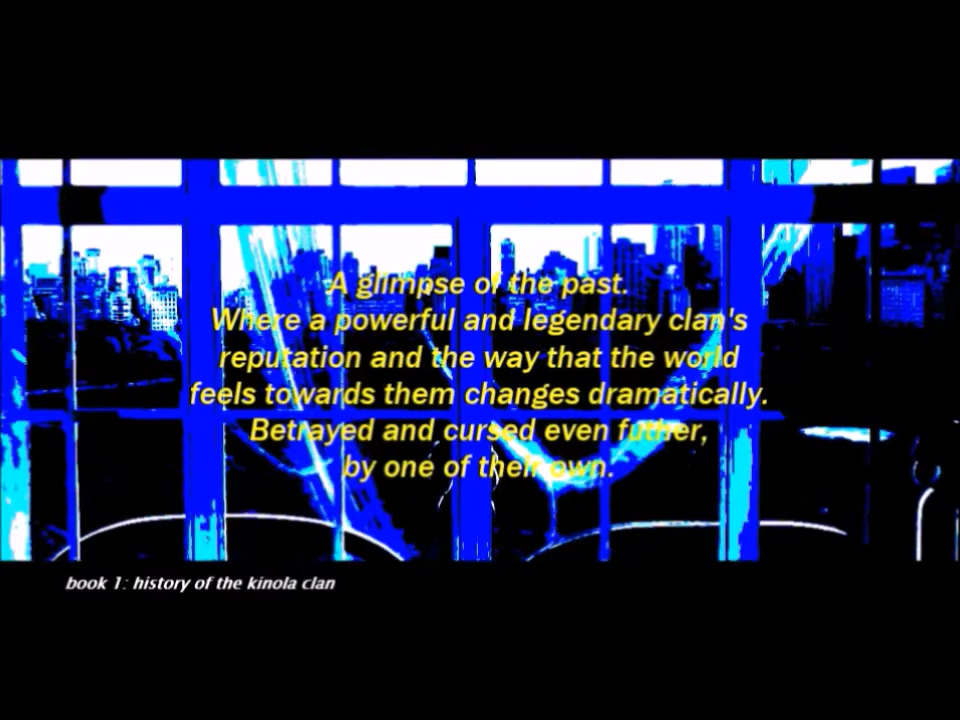 A glimpse of the past.
Where a powerful and legendary clan's
reputation and the way that the world
feels towards them changes dramatically.
Betrayed and cursed even futher,
by one of their own.
book 1: history of the kinola clan